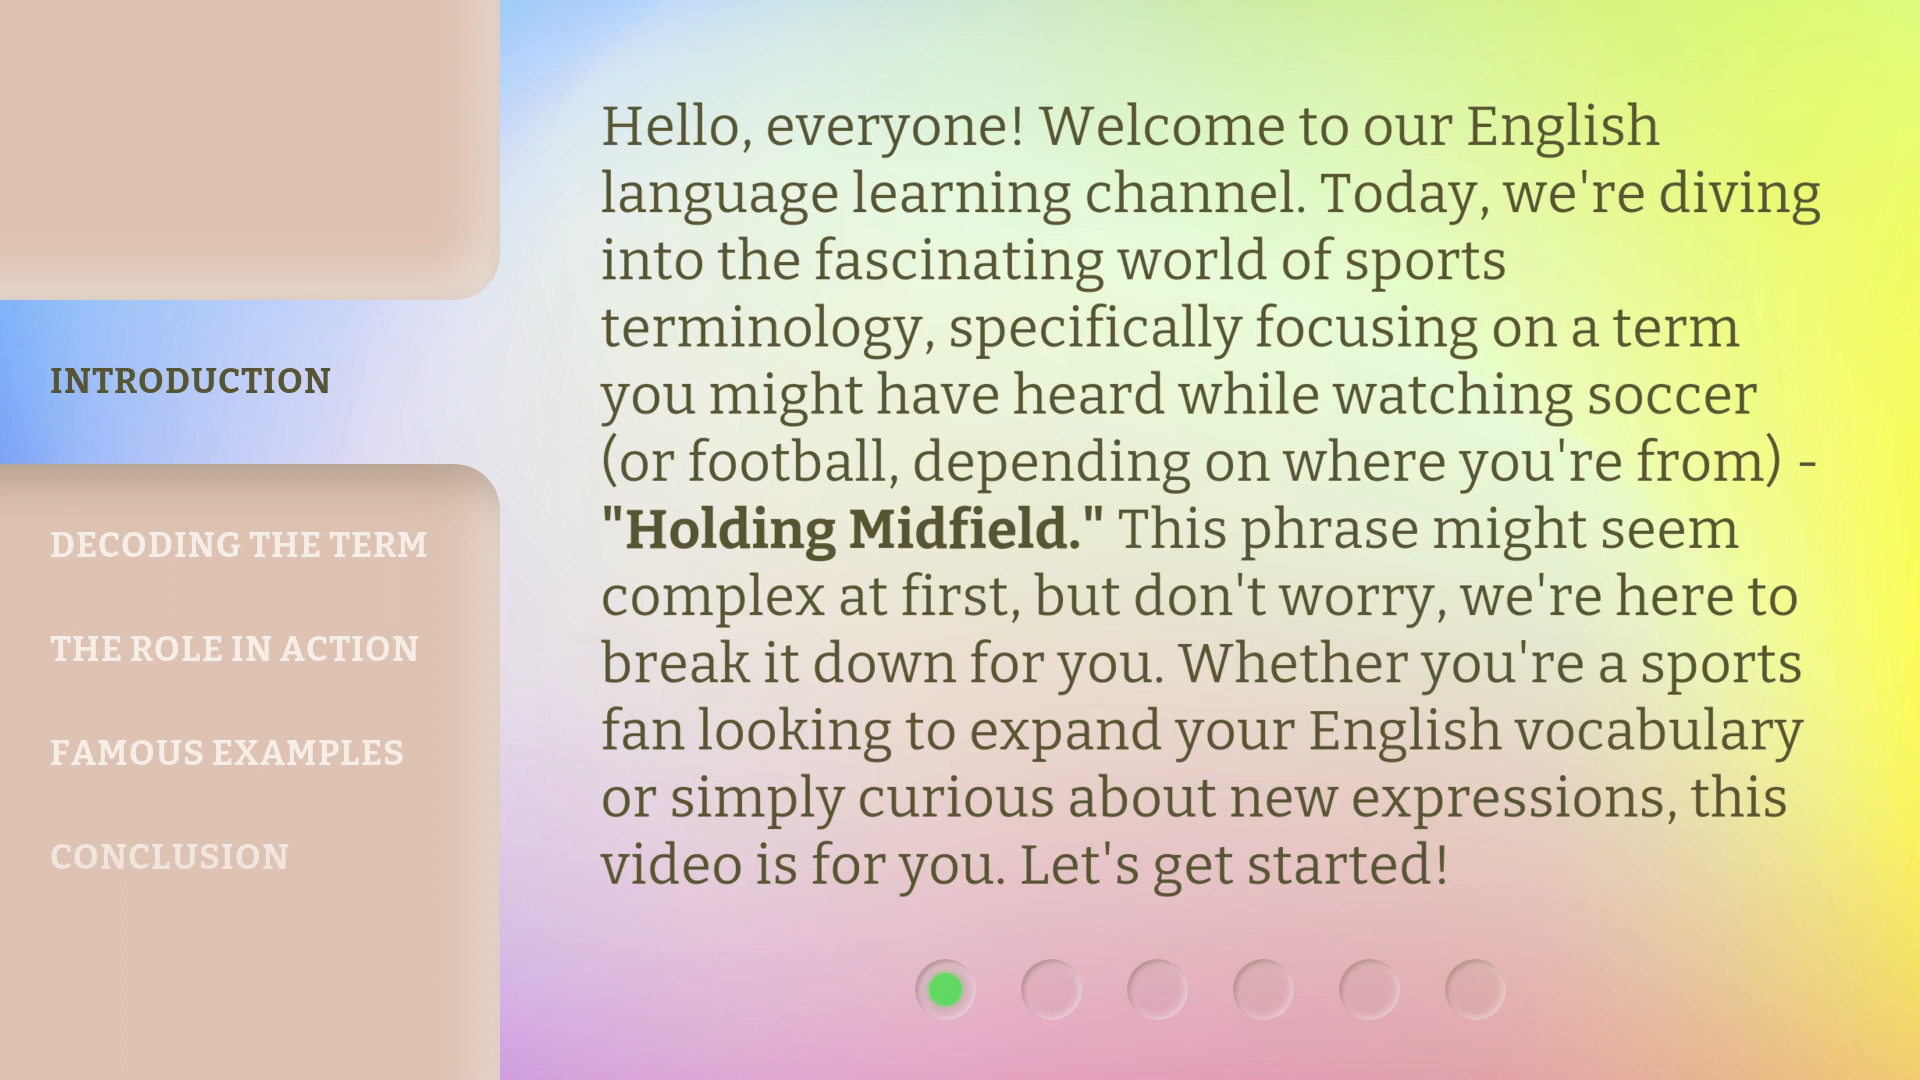 INTRODUCTION
DECODING THE TERM
THE ROLE IN ACTION
FAMOUS EXAMPLES
CONCLUSION
Hello, everyone! Welcome to our English
language learning channel. Today, we're diving
into the fascinating world of sports
terminology, specifically focusing on a term
you might have heard while watching soccer
(or football, depending on where you're from) -
"Holding Midfield." This phrase might seem
complex at first, but don't worry, we're here to
break it down for you. Whether you're a sports
fan looking to expand your English vocabulary
or simply curious about new expressions, this
video is for you. Let's get started!